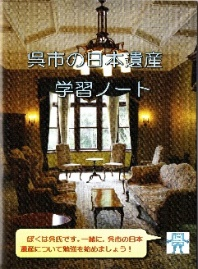 呉市の日本遺産
学習ノート
ぼくは呉氏です。一緒に、呉市の日本
遺産について勉強を始めましょう！